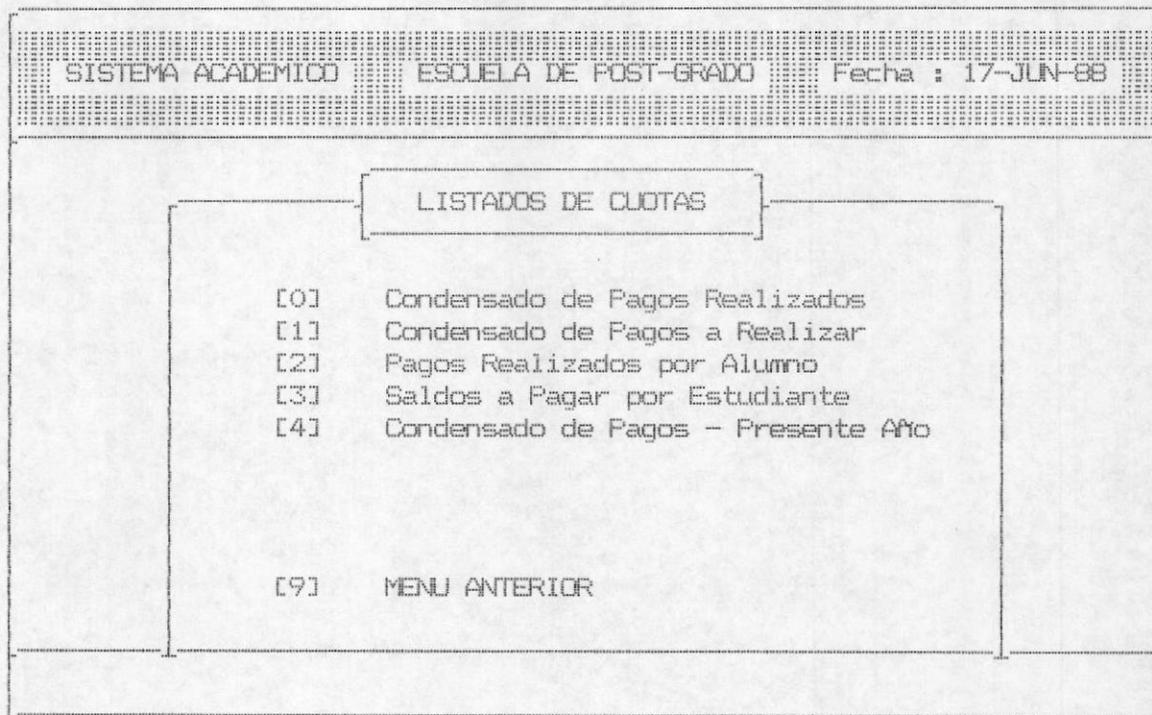 SISTEMA ACADEMICO ESCUELA DE POST-GRADO Fecha : 17-JUN-88
LISTADOS DE CUOTAS
[0] Condensado de Pagos Realizados
[1] Condensado de Pagos a Realizar
[2] Pagos Realizados por Alumno
[3] Saldos a Pagar por Estudiante
[4] Condensado de Pagos - Presente Año
[9] MENU ANTERIOR